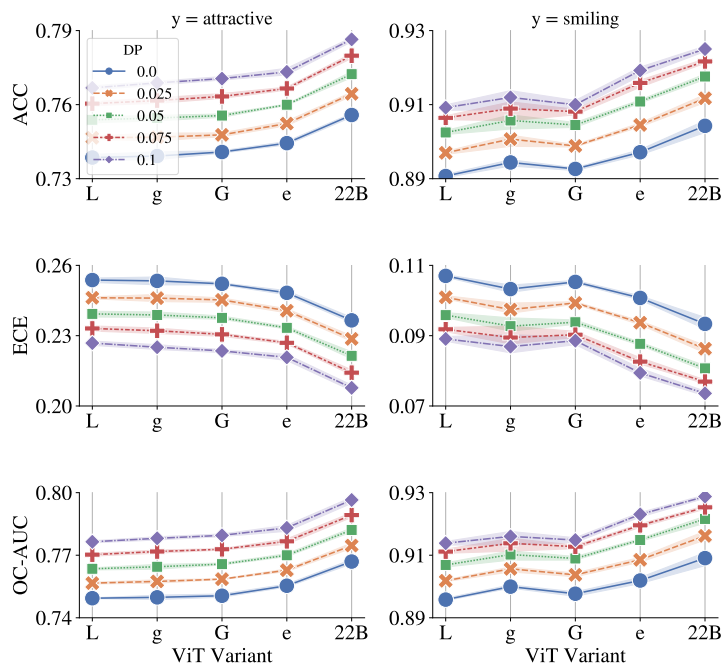 y = attractive
y = smiling
ACC
0.79
0.76
0.73
DP
0.0
0.025
0.05
0.075
0.1
L g G e 22B
0.93
0.91
0.89
L g G e 22B
ECE
0.26
0.23
0.20
L g G e 22B
0.11
0.09
0.07
L g G e 22B
OC-AUC
0.80
0.77
0.74
L g G e 22B
ViT Variant
0.93
0.91
0.89
L g G e 22B
ViT Variant